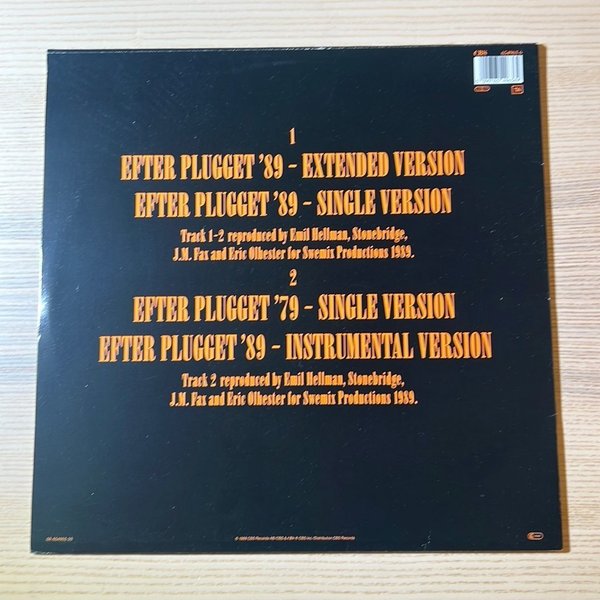 1
EFTER PLUGGET '89 - EXTENDED VERSION
EFTER PLUGGET '89 - SINGLE VERSION
Track 1-2 reproduced by Emil Hellman, Stonebridge,
J.M. Fax and Eric Olhester for Swemix Productions 1989.
2
EFTER PLUGGET '79 - SINGLE VERSION
EFTER PLUGGET '89 - INSTRUMENTAL VERSION
Track 2 reproduced by Emil Hellman, Stonebridge,
J.M. Fax and Eric Olhester for Swemix Productions 1989.